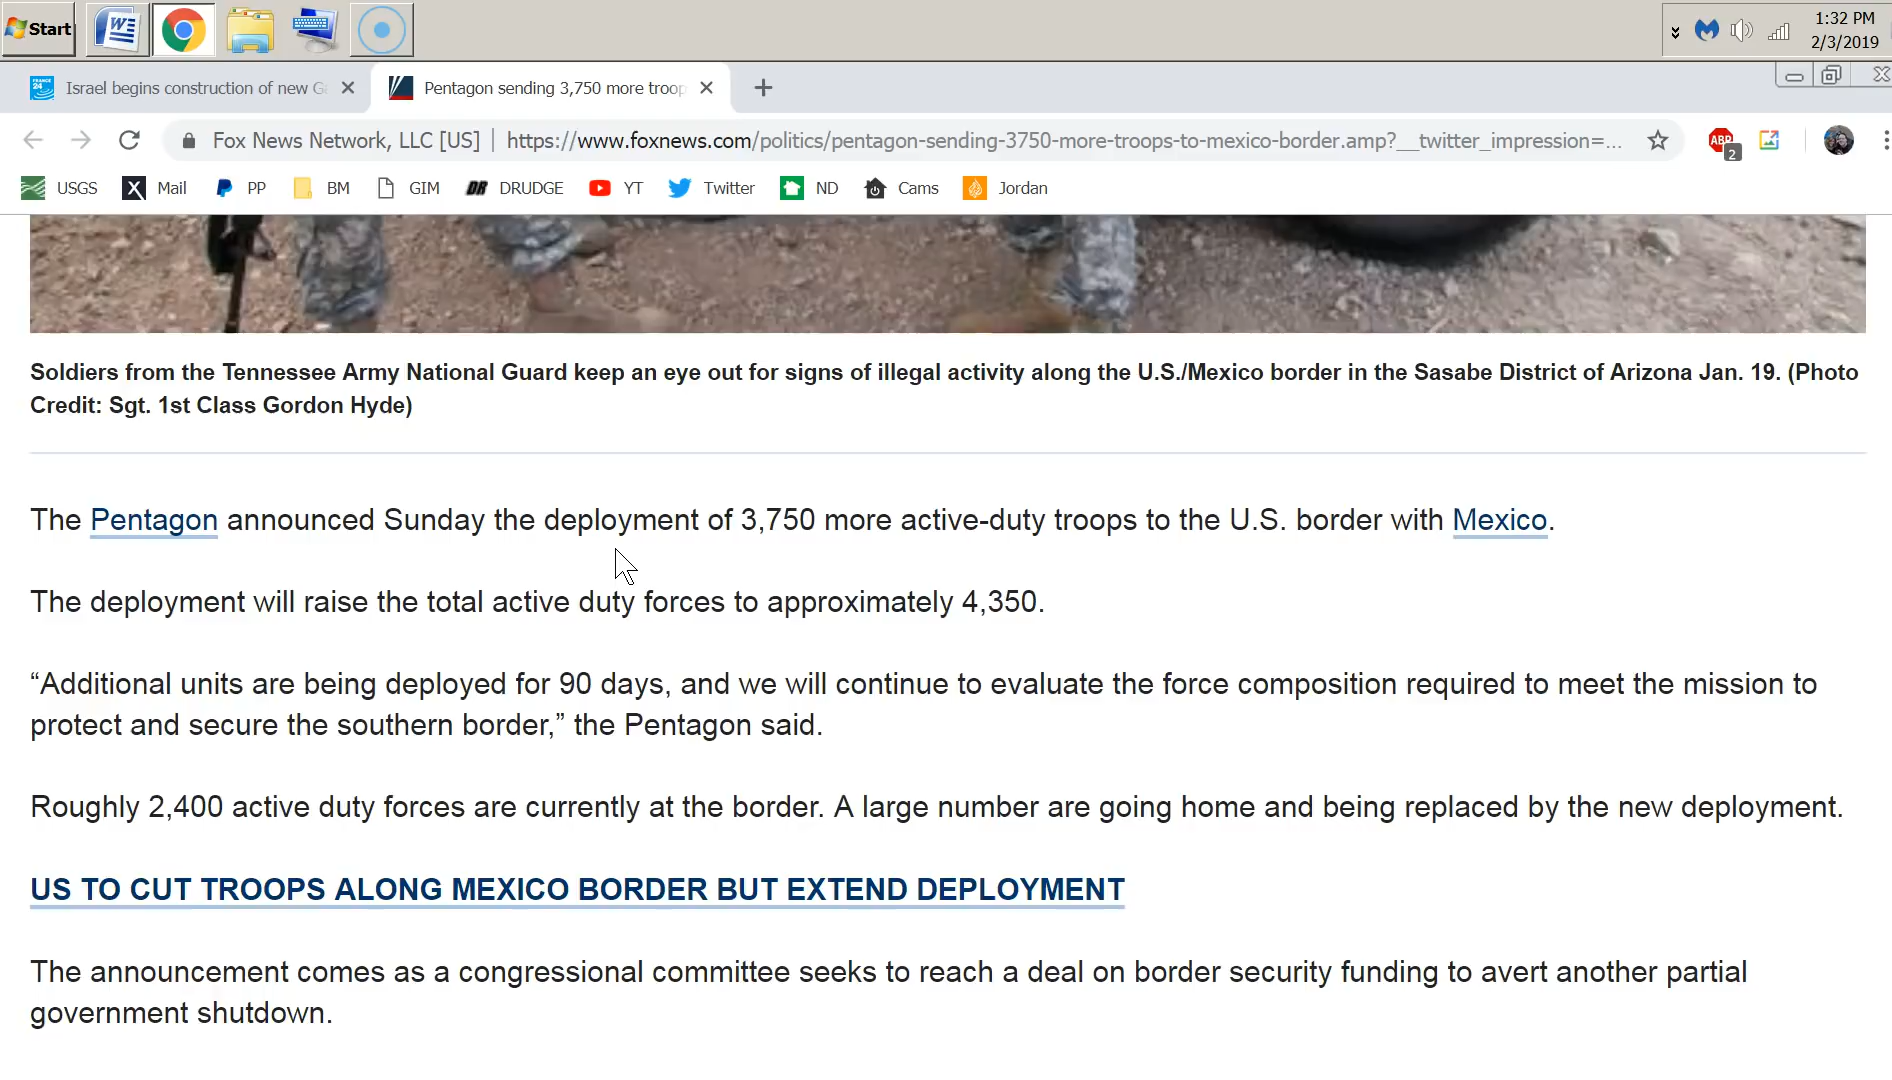 Start
1:32 PM
2/3/2019
Israel begins construction of new G
Pentagon sending 3,750 more troop
Fox News Network, LLC [US] | https://www.foxnews.com/politics/pentagon-sending-3750-more-troops-to-mexico-border.amp?__twitter_impression=...
ABP
2
USGS
X Mail
PP
BM
GIM
DR DRUDGE
YT
Twitter
ND
Cams
Jordan
Soldiers from the Tennessee Army National Guard keep an eye out for signs of illegal activity along the U.S./Mexico border in the Sasabe District of Arizona Jan. 19. (Photo
Credit: Sgt. 1st Class Gordon Hyde)
The Pentagon announced Sunday the deployment of 3,750 more active-duty troops to the U.S. border with Mexico.
The deployment will raise the total active duty forces to approximately 4,350.
“Additional units are being deployed for 90 days, and we will continue to evaluate the force composition required to meet the mission to
protect and secure the southern border,” the Pentagon said.
Roughly 2,400 active duty forces are currently at the border. A large number are going home and being replaced by the new deployment.
US TO CUT TROOPS ALONG MEXICO BORDER BUT EXTEND DEPLOYMENT
The announcement comes as a congressional committee seeks to reach a deal on border security funding to avert another partial
government shutdown.